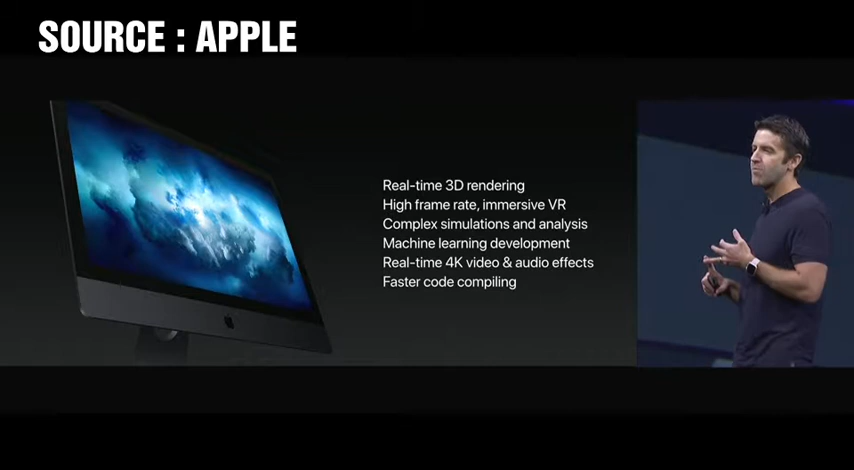 SOURCE : APPLE
Real-time 3D rendering
High frame rate, immersive VR
Complex simulations and analysis
Machine learning development
Real-time 4K video & audio effects
Faster code compiling